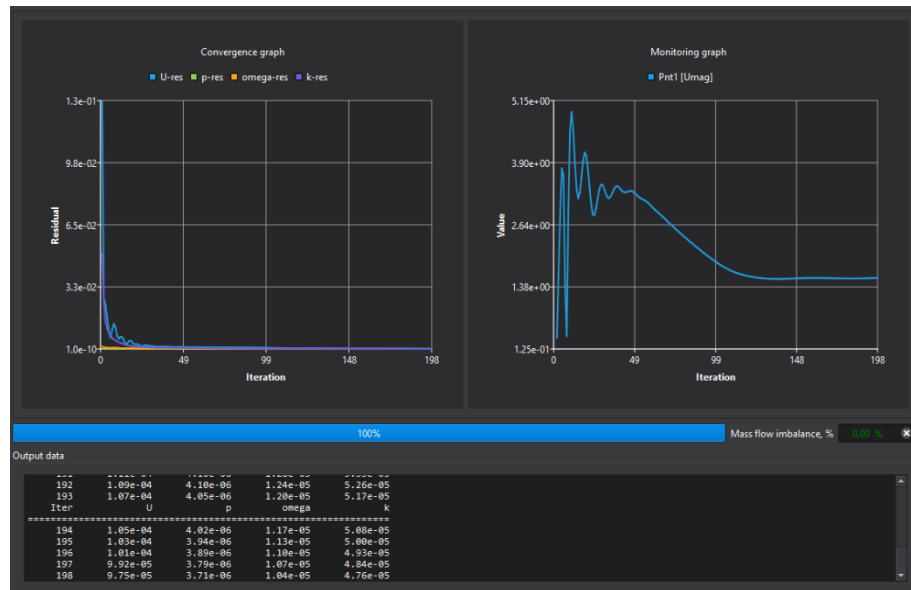 Convergence graph
U-res p-res omega-res k-res
1.3e-01
9.8e-02
6.5e-02
3.3e-02
1.0e-10
Residual
0 49 99 148 198
Iteration
Monitoring graph
Pnt1 [Umag]
5.15e+00
3.90e+00
2.64e+00
1.38e+00
1.25e-01
Value
0 49 99 148 198
Iteration
100%
Mass flow imbalance, % 0.00 %
Output data
192 1.09e-04 4.10e-06 1.24e-05 5.26e-05
193 1.07e-04 4.05e-06 1.20e-05 5.17e-05
Iter U p omega k
================================================
194 1.05e-04 4.02e-06 1.17e-05 5.08e-05
195 1.03e-04 3.94e-06 1.13e-05 5.00e-05
196 1.01e-04 3.89e-06 1.10e-05 4.93e-05
197 9.92e-05 3.79e-06 1.07e-05 4.84e-05
198 9.75e-05 3.71e-06 1.04e-05 4.76e-05